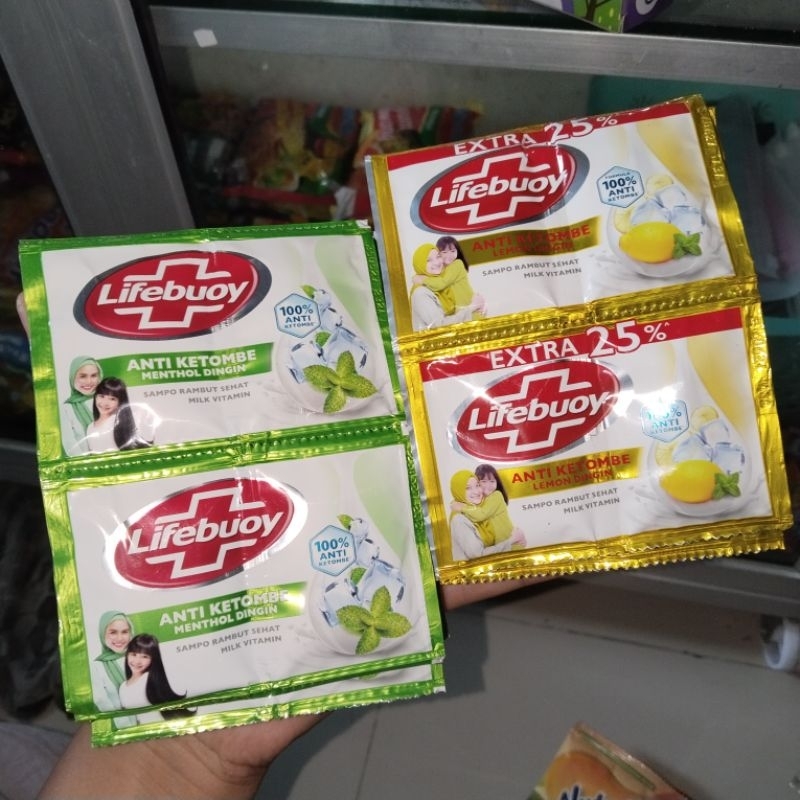 Lifebuoy
100%
ANTI
KETOMBE
ANTI KETOMBE
MENTHOL DINGIN
SAMPO RAMBUT SEHAT
MILK VITAMIN
Lifebuoy
100%
ANTI
KETOMBE
ANTI KETOMBE
MENTHOL DINGIN
SAMPO RAMBUT SEHAT
MILK VITAMIN
EXTRA 25%^
Lifebuoy
FORMULA
100%
ANTI
KETOMBE
ANTI KETOMBE
LEMON DINGIN
SAMPO RAMBUT SEHAT
MILK VITAMIN
EXTRA 25%^
Lifebuoy
100%
ANTI
KETOMBE
ANTI KETOMBE
LEMON DINGIN
SAMPO RAMBUT SEHAT
MILK VITAMIN